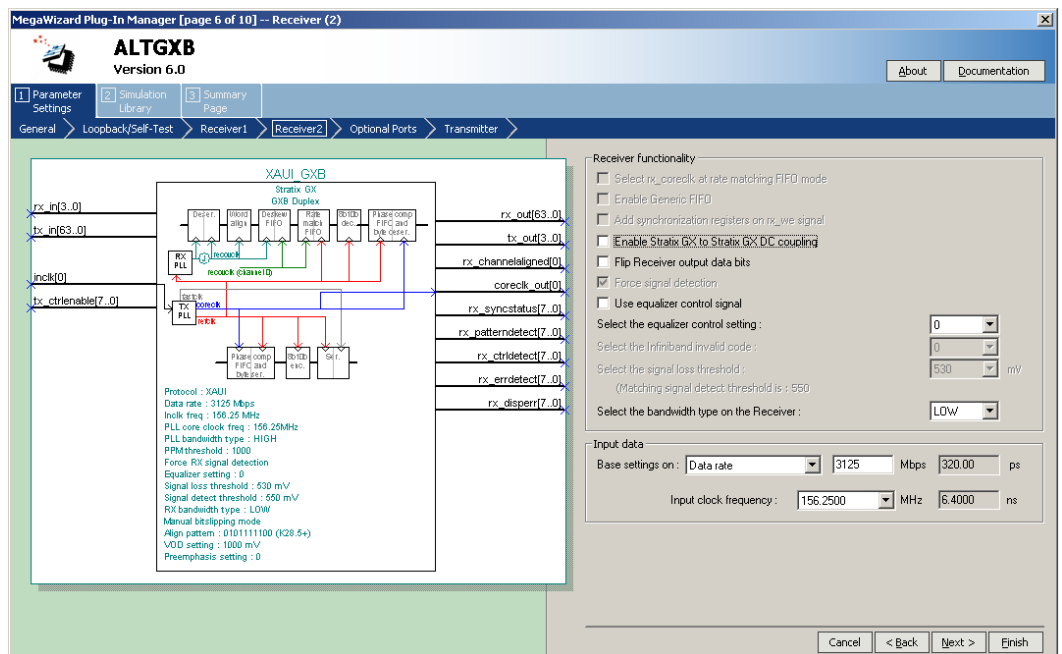 MegaWizard Plug-In Manager [page 6 of 10] -- Receiver (2)
ALTGXB
Version 6.0
About
Documentation
1 Parameter Settings
2 Simulation Library
3 Summary Page
General
Loopback/Self-Test
Receiver1
Receiver2
Optional Ports
Transmitter
XAUI_GXB
Stratix GX
GXB Duplex
rx_in[3..0]
tx_in[63..0]
inclk[0]
tx_ctrlenable[7..0]
Deser.
Word align
Deskew FIFO
Rate match FIFO
8b10b dec.
Phase comp FIFO and byte deser.
RX PLL
recovclk
recovclk (channel 0)
fastclk
TX PLL
coreclk
refclk
Phase comp FIFO and byte ser.
8b10b enc.
Ser.
rx_out[63..0]
tx_out[3..0]
rx_channelaligned[0]
coreclk_out[0]
rx_syncstatus[7..0]
rx_patterndetect[7..0]
rx_ctrldetect[7..0]
rx_errdetect[7..0]
rx_disperr[7..0]
Protocol : XAUI
Data rate : 3125 Mbps
Inclk freq : 156.25 MHz
PLL core clock freq : 156.25MHz
PLL bandwidth type : HIGH
PPM threshold : 1000
Force RX signal detection
Equalizer setting : 0
Signal loss threshold : 530 mV
Signal detect threshold : 550 mV
RX bandwidth type : LOW
Manual bitslipping mode
Align pattern : 0101111100 (K28.5+)
VOD setting : 1000 mV
Preemphasis setting : 0
Receiver functionality
Select rx_coreclk at rate matching FIFO mode
Enable Generic FIFO
Add synchronization registers on rx_we signal
Enable Stratix GX to Stratix GX DC coupling
Flip Receiver output data bits
Force signal detection
Use equalizer control signal
Select the equalizer control setting : 0
Select the Infiniband invalid code : 0
Select the signal loss threshold : 530 mV
(Matching signal detect threshold is : 550
Select the bandwidth type on the Receiver : LOW
Input data
Base settings on : Data rate 3125 Mbps 320.00 ps
Input clock frequency : 156.2500 MHz 6.4000 ns
Cancel
< Back
Next >
Finish